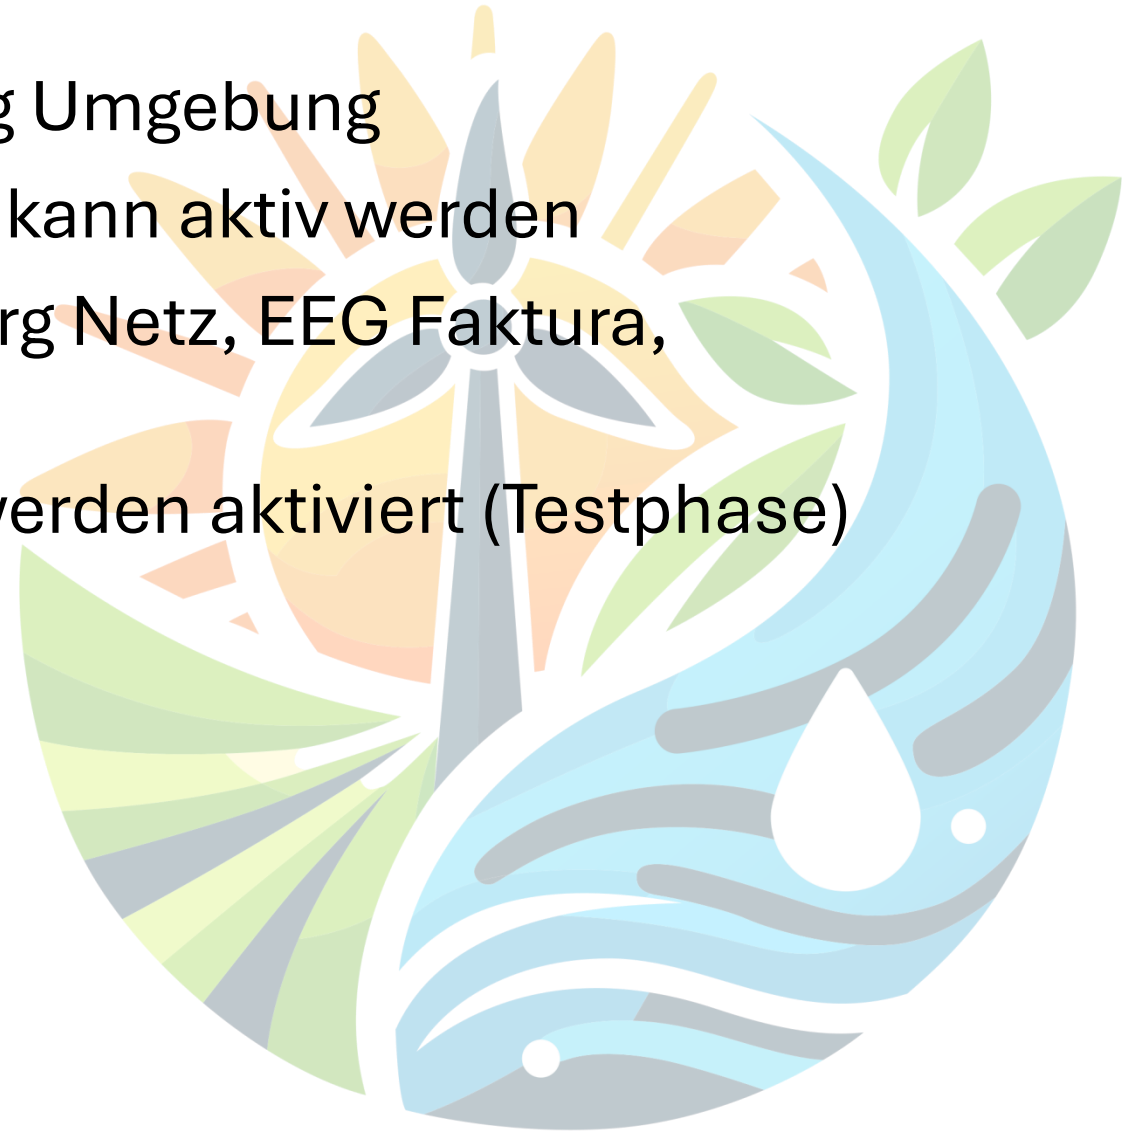 g Umgebung
kann aktiv werden
rg Netz, EEG Faktura,
werden aktiviert (Testphase)